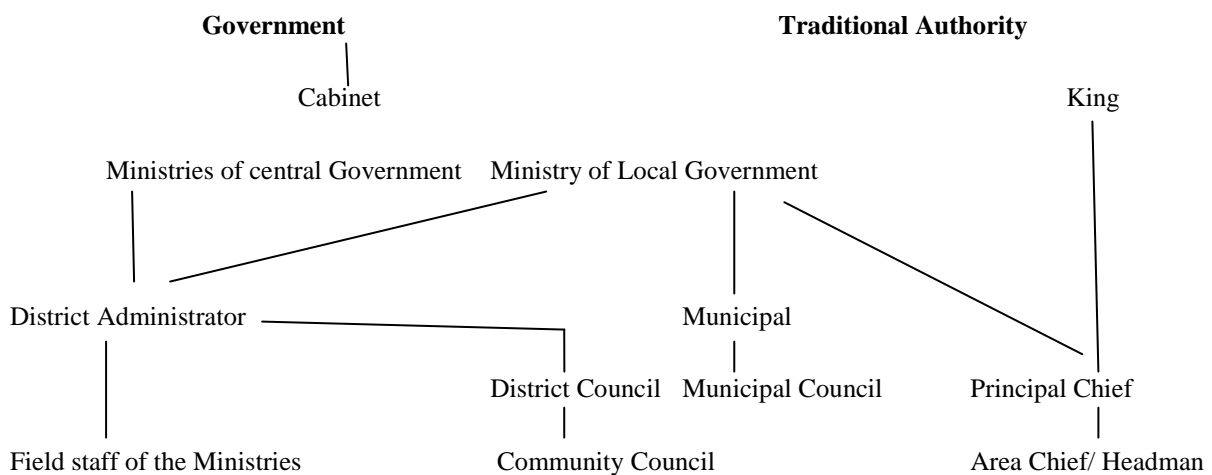 Government Traditional Authority
Cabinet King
Ministries of central Government Ministry of Local Government
District Administrator Municipal
District Council Municipal Council Principal Chief
Field staff of the Ministries Community Council Area Chief/ Headman